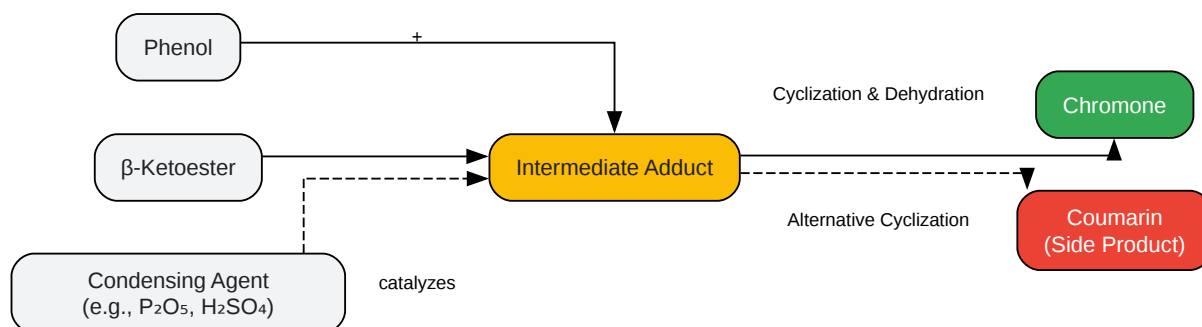 Phenol
+
Cyclization & Dehydration
Chromone
β-Ketoester
Intermediate Adduct
Alternative Cyclization
Coumarin
(Side Product)
Condensing Agent
(e.g., P₂O₅, H₂SO₄)
catalyzes